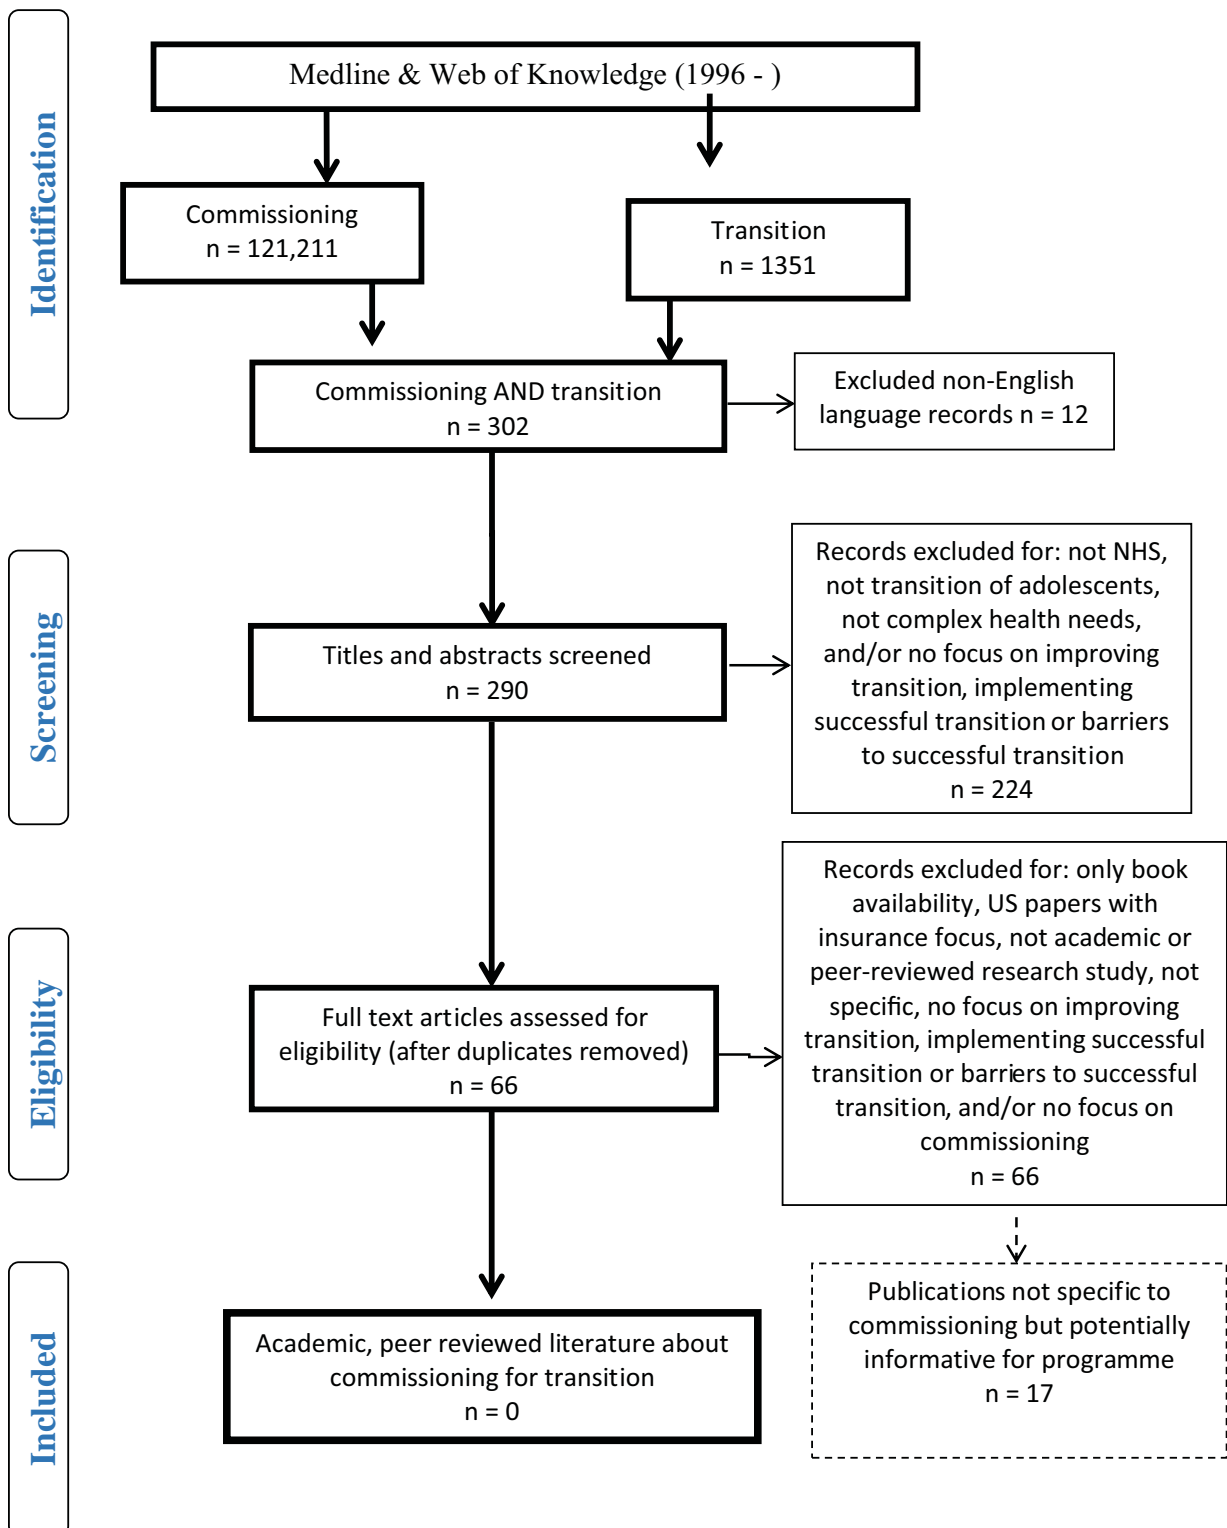 Identification
Medline & Web of Knowledge (1996 - )
Commissioning
n = 121,211
Transition
n = 1351
Commissioning AND transition
n = 302
Excluded non-English
language records n = 12
Screening
Titles and abstracts screened
n = 290
Records excluded for: not NHS,
not transition of adolescents,
not complex health needs,
and/or no focus on improving
transition, implementing
successful transition or barriers
to successful transition
n = 224
Eligibility
Full text articles assessed for
eligibility (after duplicates removed)
n = 66
Records excluded for: only book
availability, US papers with
insurance focus, not academic or
peer-reviewed research study, not
specific, no focus on improving
transition, implementing successful
transition or barriers to successful
transition, and/or no focus on
commissioning
n = 66
Included
Academic, peer reviewed literature about
commissioning for transition
n = 0
Publications not specific to
commissioning but potentially
informative for programme
n = 17